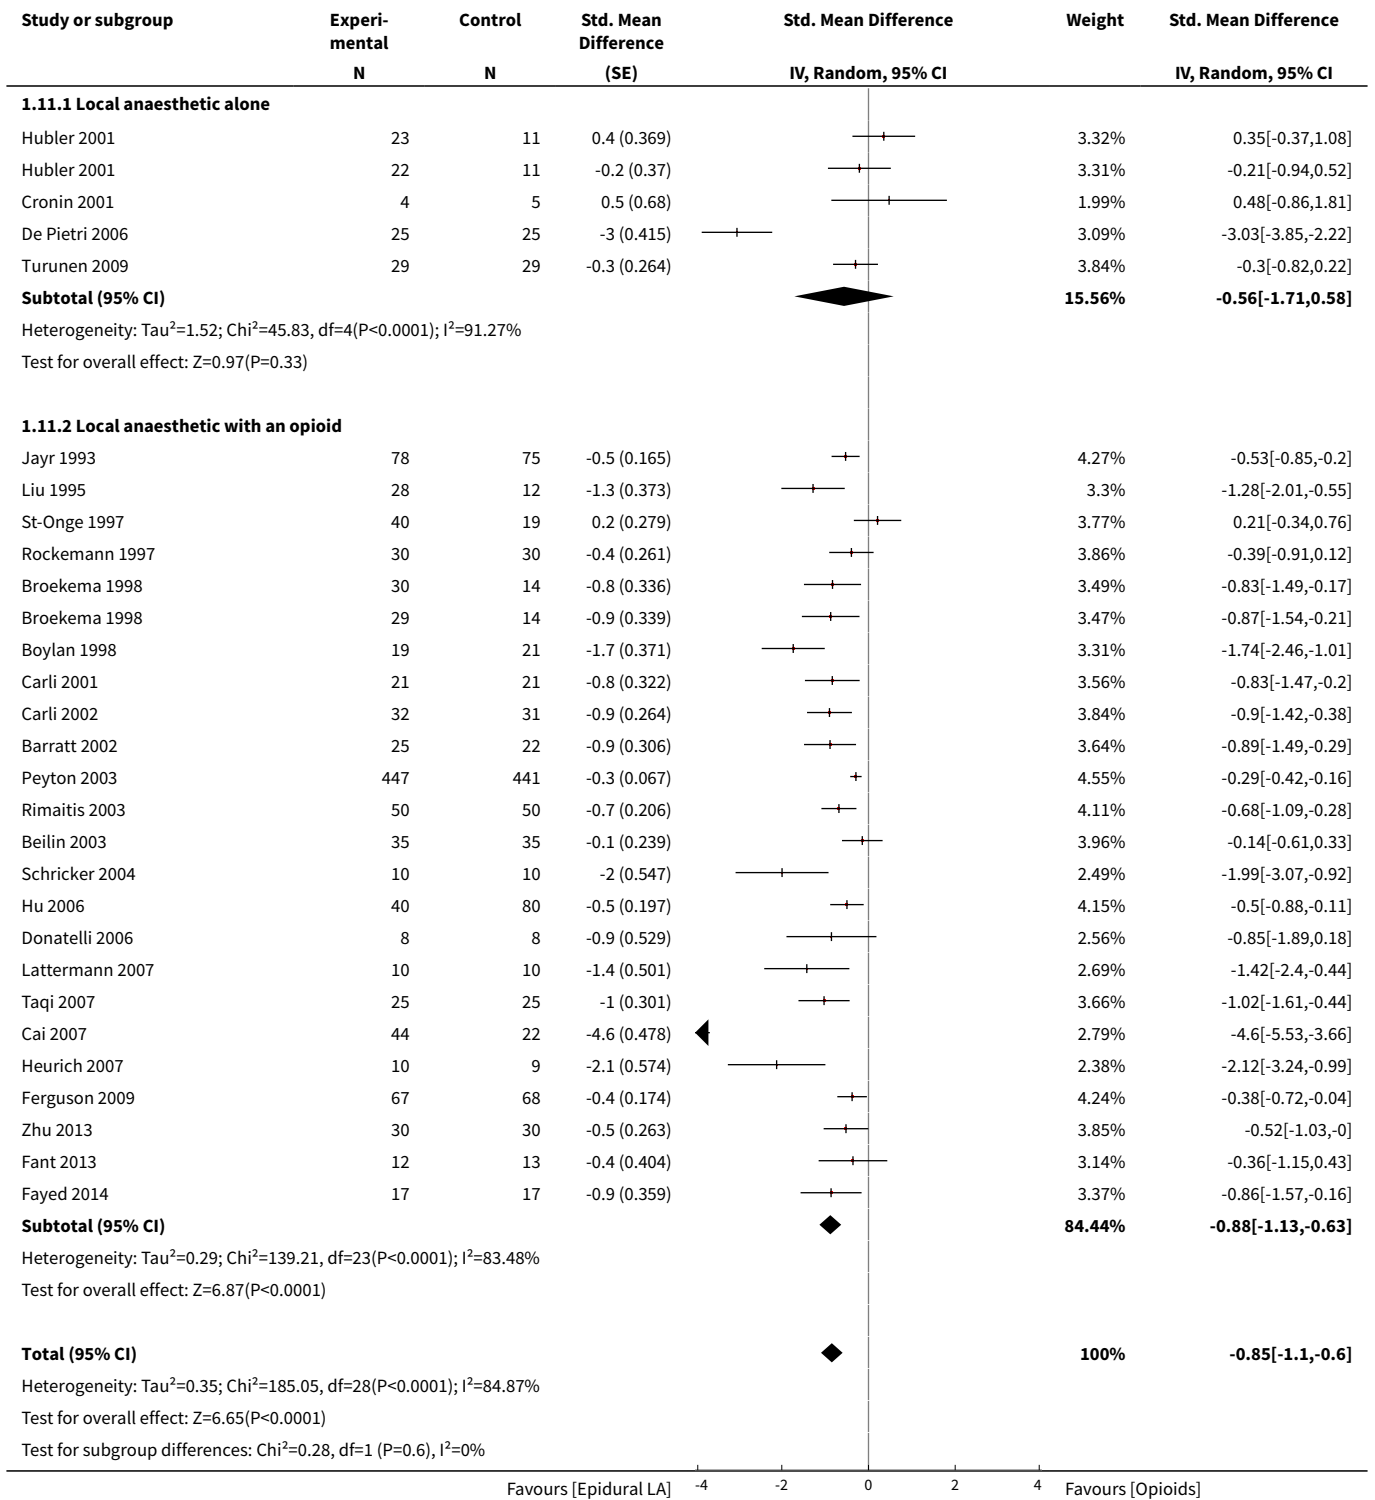 Study or subgroup Experi- Control Std. Mean Std. Mean Difference Weight Std. Mean Difference
mental Difference
N N (SE) IV, Random, 95% CI IV, Random, 95% CI
1.11.1 Local anaesthetic alone
Hubler 2001 23 11 0.4 (0.369) 3.32% 0.35[-0.37,1.08]
Hubler 2001 22 11 -0.2 (0.37) 3.31% -0.21[-0.94,0.52]
Cronin 2001 4 5 0.5 (0.68) 1.99% 0.48[-0.86,1.81]
De Pietri 2006 25 25 -3 (0.415) 3.09% -3.03[-3.85,-2.22]
Turunen 2009 29 29 -0.3 (0.264) 3.84% -0.3[-0.82,0.22]
Subtotal (95% CI) 15.56% -0.56[-1.71,0.58]
Heterogeneity: Tau²=1.52; Chi²=45.83, df=4(P<0.0001); I²=91.27%
Test for overall effect: Z=0.97(P=0.33)
1.11.2 Local anaesthetic with an opioid
Jayr 1993 78 75 -0.5 (0.165) 4.27% -0.53[-0.85,-0.2]
Liu 1995 28 12 -1.3 (0.373) 3.3% -1.28[-2.01,-0.55]
St-Onge 1997 40 19 0.2 (0.279) 3.77% 0.21[-0.34,0.76]
Rockemann 1997 30 30 -0.4 (0.261) 3.86% -0.39[-0.91,0.12]
Broekema 1998 30 14 -0.8 (0.336) 3.49% -0.83[-1.49,-0.17]
Broekema 1998 29 14 -0.9 (0.339) 3.47% -0.87[-1.54,-0.21]
Boylan 1998 19 21 -1.7 (0.371) 3.31% -1.74[-2.46,-1.01]
Carli 2001 21 21 -0.8 (0.322) 3.56% -0.83[-1.47,-0.2]
Carli 2002 32 31 -0.9 (0.264) 3.84% -0.9[-1.42,-0.38]
Barratt 2002 25 22 -0.9 (0.306) 3.64% -0.89[-1.49,-0.29]
Peyton 2003 447 441 -0.3 (0.067) 4.55% -0.29[-0.42,-0.16]
Rimaitis 2003 50 50 -0.7 (0.206) 4.11% -0.68[-1.09,-0.28]
Beilin 2003 35 35 -0.1 (0.239) 3.96% -0.14[-0.61,0.33]
Schricker 2004 10 10 -2 (0.547) 2.49% -1.99[-3.07,-0.92]
Hu 2006 40 80 -0.5 (0.197) 4.15% -0.5[-0.88,-0.11]
Donatelli 2006 8 8 -0.9 (0.529) 2.56% -0.85[-1.89,0.18]
Lattermann 2007 10 10 -1.4 (0.501) 2.69% -1.42[-2.4,-0.44]
Taqi 2007 25 25 -1 (0.301) 3.66% -1.02[-1.61,-0.44]
Cai 2007 44 22 -4.6 (0.478) 2.79% -4.6[-5.53,-3.66]
Heurich 2007 10 9 -2.1 (0.574) 2.38% -2.12[-3.24,-0.99]
Ferguson 2009 67 68 -0.4 (0.174) 4.24% -0.38[-0.72,-0.04]
Zhu 2013 30 30 -0.5 (0.263) 3.85% -0.52[-1.03,-0]
Fant 2013 12 13 -0.4 (0.404) 3.14% -0.36[-1.15,0.43]
Fayed 2014 17 17 -0.9 (0.359) 3.37% -0.86[-1.57,-0.16]
Subtotal (95% CI) 84.44% -0.88[-1.13,-0.63]
Heterogeneity: Tau²=0.29; Chi²=139.21, df=23(P<0.0001); I²=83.48%
Test for overall effect: Z=6.87(P<0.0001)
Total (95% CI) 100% -0.85[-1.1,-0.6]
Heterogeneity: Tau²=0.35; Chi²=185.05, df=28(P<0.0001); I²=84.87%
Test for overall effect: Z=6.65(P<0.0001)
Test for subgroup differences: Chi²=0.28, df=1 (P=0.6), I²=0%
Favours [Epidural LA] -4 -2 0 2 4 Favours [Opioids]